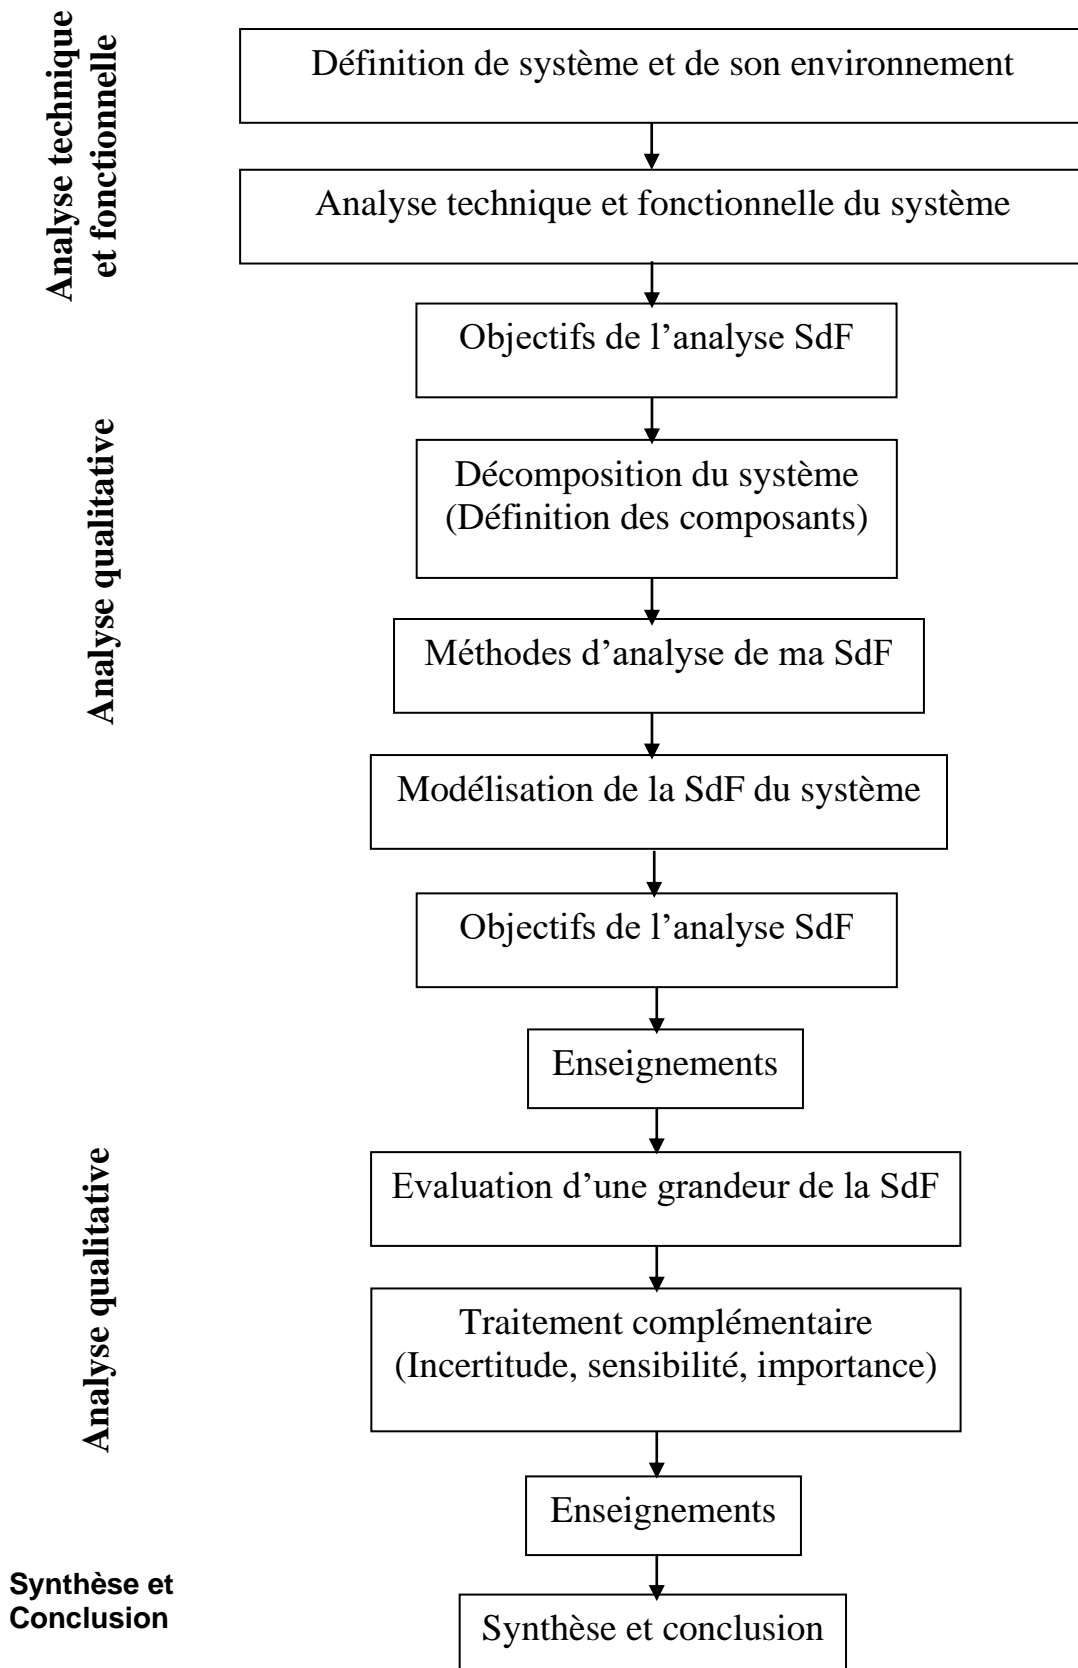 Analyse technique
et fonctionnelle
Définition de système et de son environnement
Analyse technique et fonctionnelle du système
Objectifs de l’analyse SdF
Analyse qualitative
Décomposition du système
(Définition des composants)
Méthodes d’analyse de ma SdF
Modélisation de la SdF du système
Objectifs de l’analyse SdF
Enseignements
Analyse qualitative
Evaluation d’une grandeur de la SdF
Traitement complémentaire
(Incertitude, sensibilité, importance)
Enseignements
Synthèse et
Conclusion
Synthèse et conclusion